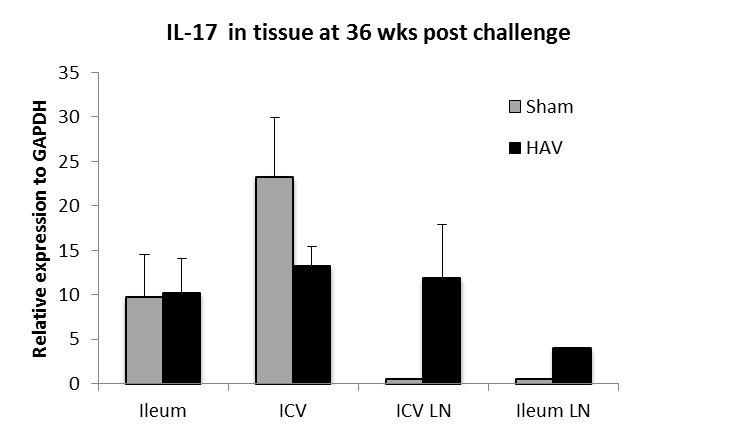 IL-17 in tissue at 36 wks post challenge
Relative expression to GAPDH
35
30
25
20
15
10
5
0
Sham
HAV
Ileum
ICV
ICV LN
Ileum LN